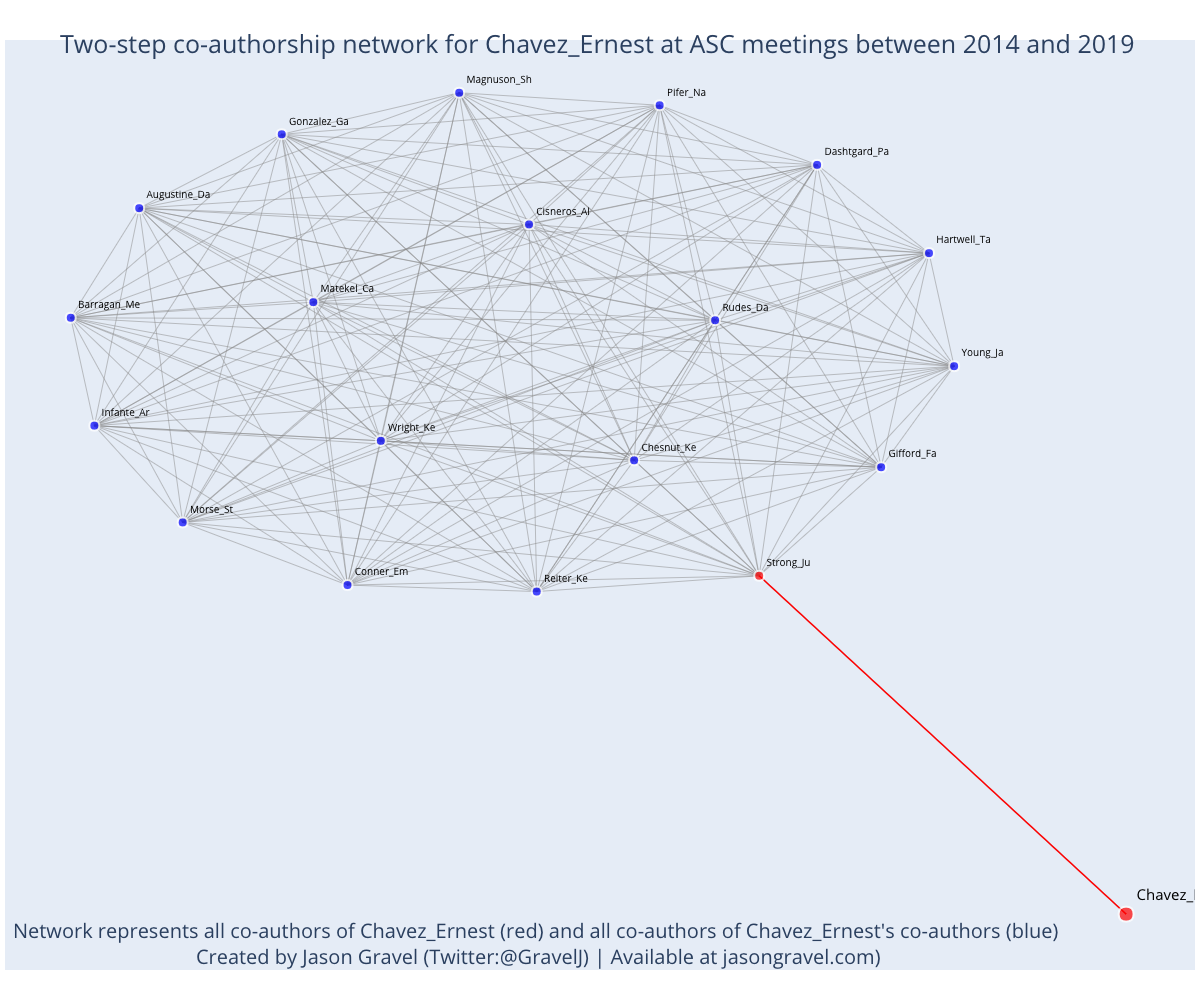 Two-step co-authorship network for Chavez_Ernest at ASC meetings between 2014 and 2019
Magnuson_Sh
Pifer_Na
Gonzalez_Ga
Dashtgard_Pa
Augustine_Da
Cisneros_Al
Hartwell_Ta
Matekel_Ca
Barragan_Me
Rudes_Da
Young_Ja
Infante_Ar
Wright_Ke
Chesnut_Ke
Gifford_Fa
Morse_St
Strong_Ju
Conner_Em
Reiter_Ke
Chavez_
Network represents all co-authors of Chavez_Ernest (red) and all co-authors of Chavez_Ernest's co-authors (blue)
Created by Jason Gravel (Twitter:@GravelJ) | Available at jasongravel.com)